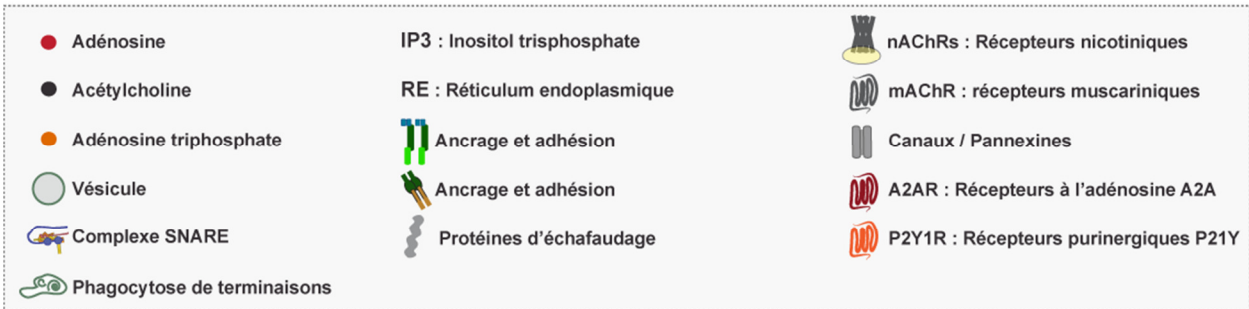 Adénosine
Acétylcholine
Adénosine triphosphate
Vésicule
Complexe SNARE
Phagocytose de terminaisons
IP3 : Inositol trisphosphate
RE : Réticulum endoplasmique
Ancrage et adhésion
Ancrage et adhésion
Protéines d'échafaudage
nAChRs : Récepteurs nicotiniques
mAChR : récepteurs muscariniques
Canaux / Pannexines
A2AR : Récepteurs à l'adénosine A2A
P2Y1R : Récepteurs purinergiques P21Y